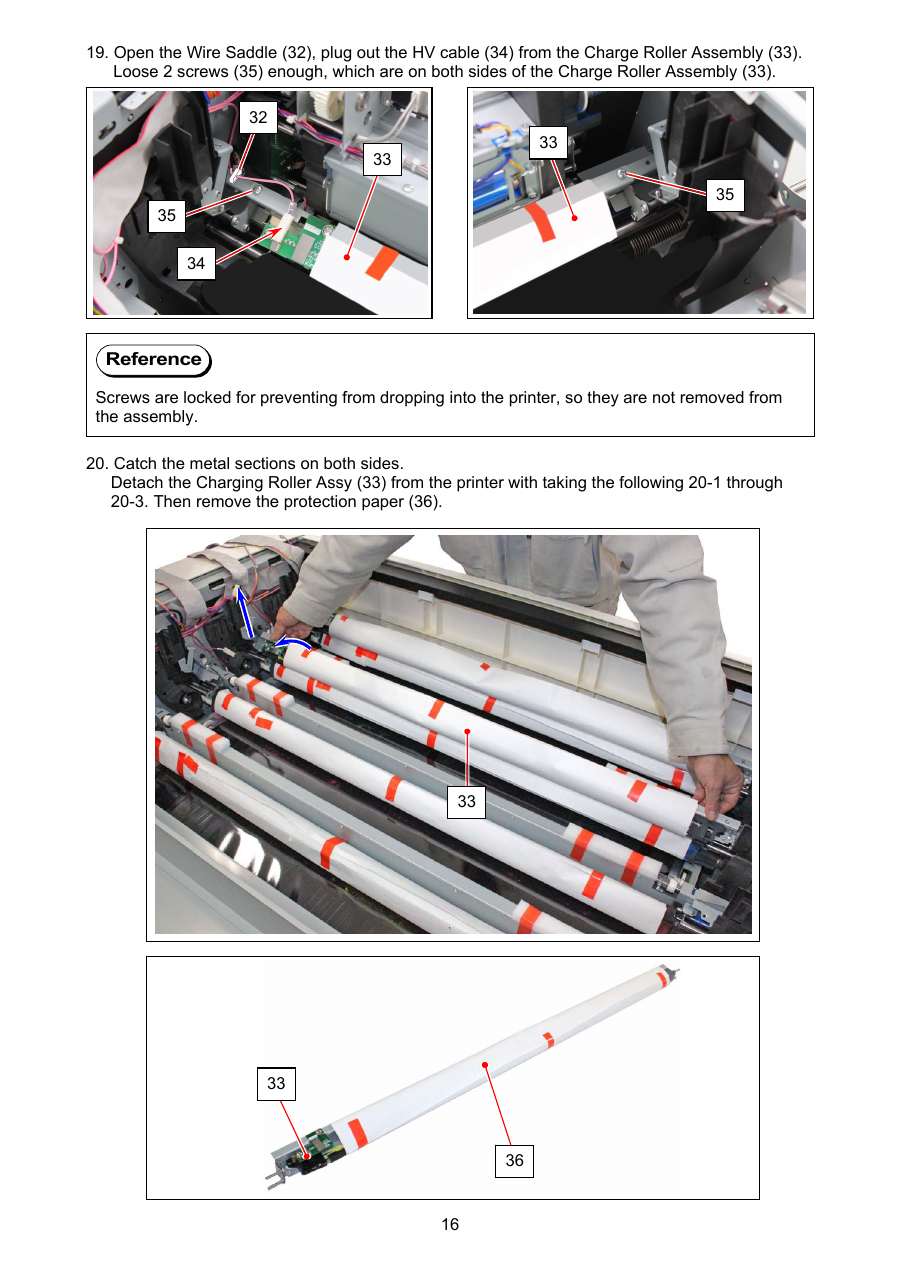 19. Open the Wire Saddle (32), plug out the HV cable (34) from the Charge Roller Assembly (33).
Loose 2 screws (35) enough, which are on both sides of the Charge Roller Assembly (33).
32
33
35
34
33
35
Reference
Screws are locked for preventing from dropping into the printer, so they are not removed from
the assembly.
20. Catch the metal sections on both sides.
Detach the Charging Roller Assy (33) from the printer with taking the following 20-1 through
20-3. Then remove the protection paper (36).
33
33
36
16